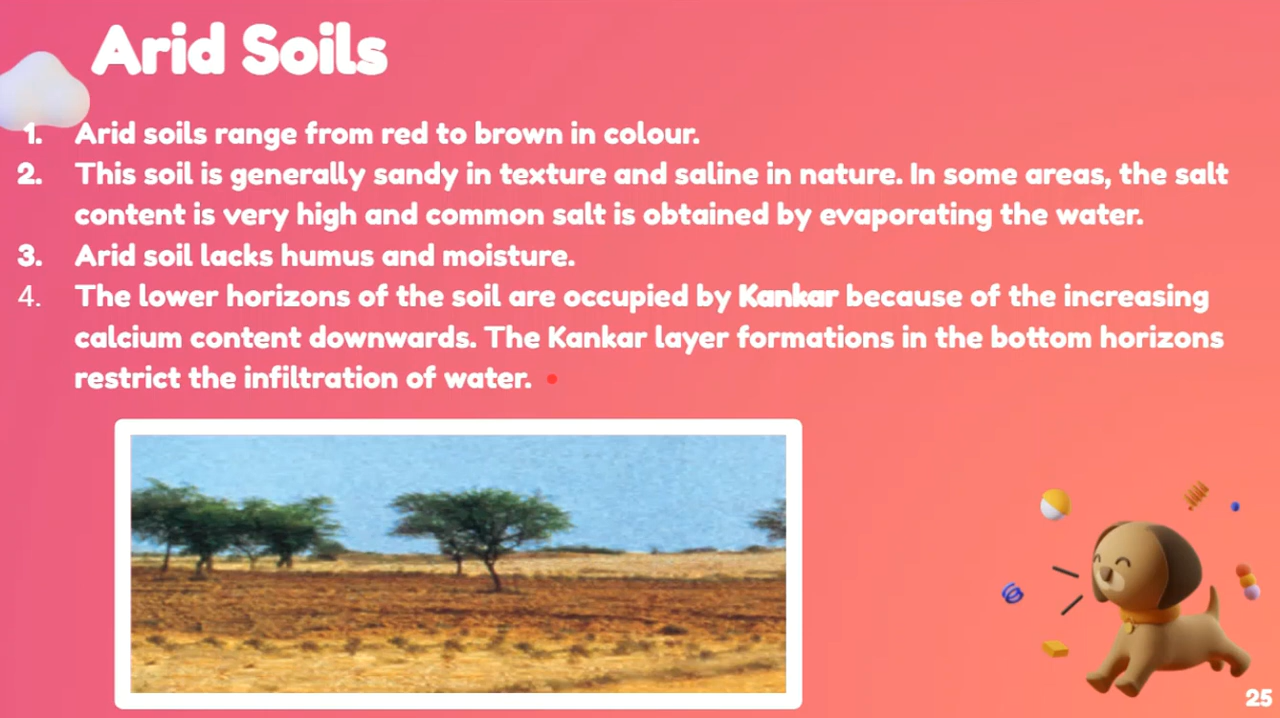 Arid Soils
1. Arid soils range from red to brown in colour.
2. This soil is generally sandy in texture and saline in nature. In some areas, the salt
content is very high and common salt is obtained by evaporating the water.
3. Arid soil lacks humus and moisture.
4. The lower horizons of the soil are occupied by Kankar because of the increasing
calcium content downwards. The Kankar layer formations in the bottom horizons
restrict the infiltration of water.
25